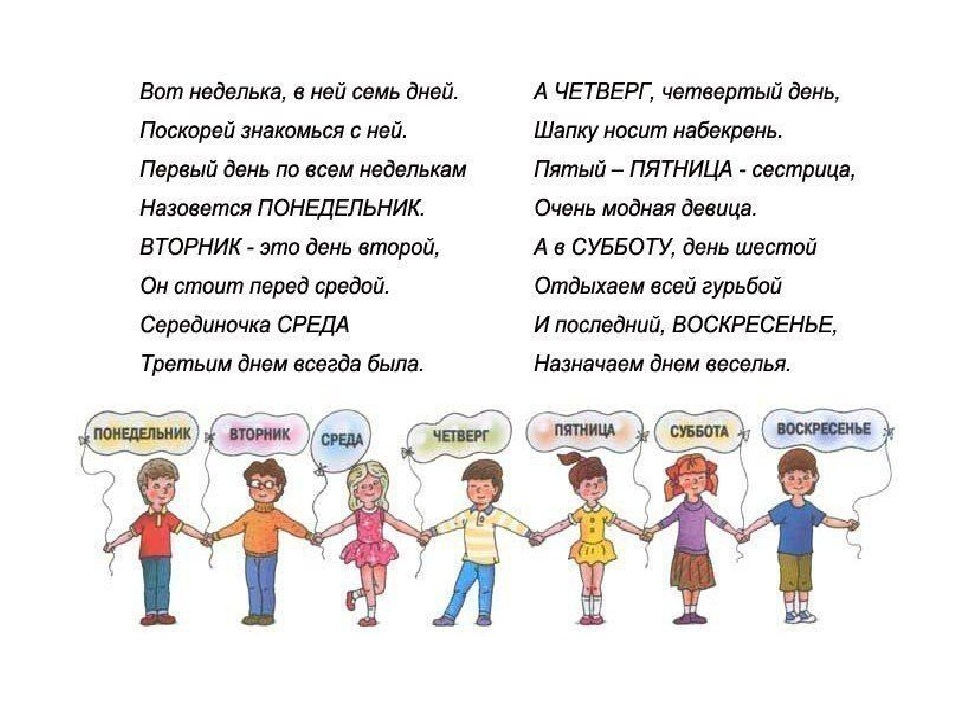 Вот неделька, в ней семь дней.
Поскорей знакомься с ней.
Первый день по всем неделькам
Назовется ПОНЕДЕЛЬНИК.
ВТОРНИК - это день второй,
Он стоит перед средой.
Серединочка СРЕДА
Третьим днем всегда была.
А ЧЕТВЕРГ, четвертый день,
Шапку носит набекрень.
Пятый – ПЯТНИЦА - сестрица,
Очень модная девица.
А в СУББОТУ, день шестой
Отдыхаем всей гурьбой
И последний, ВОСКРЕСЕНЬЕ,
Назначаем днем веселья.
ПОНЕДЕЛЬНИК
ВТОРНИК
СРЕДА
ЧЕТВЕРГ
ПЯТНИЦА
СУББОТА
ВОСКРЕСЕНЬЕ